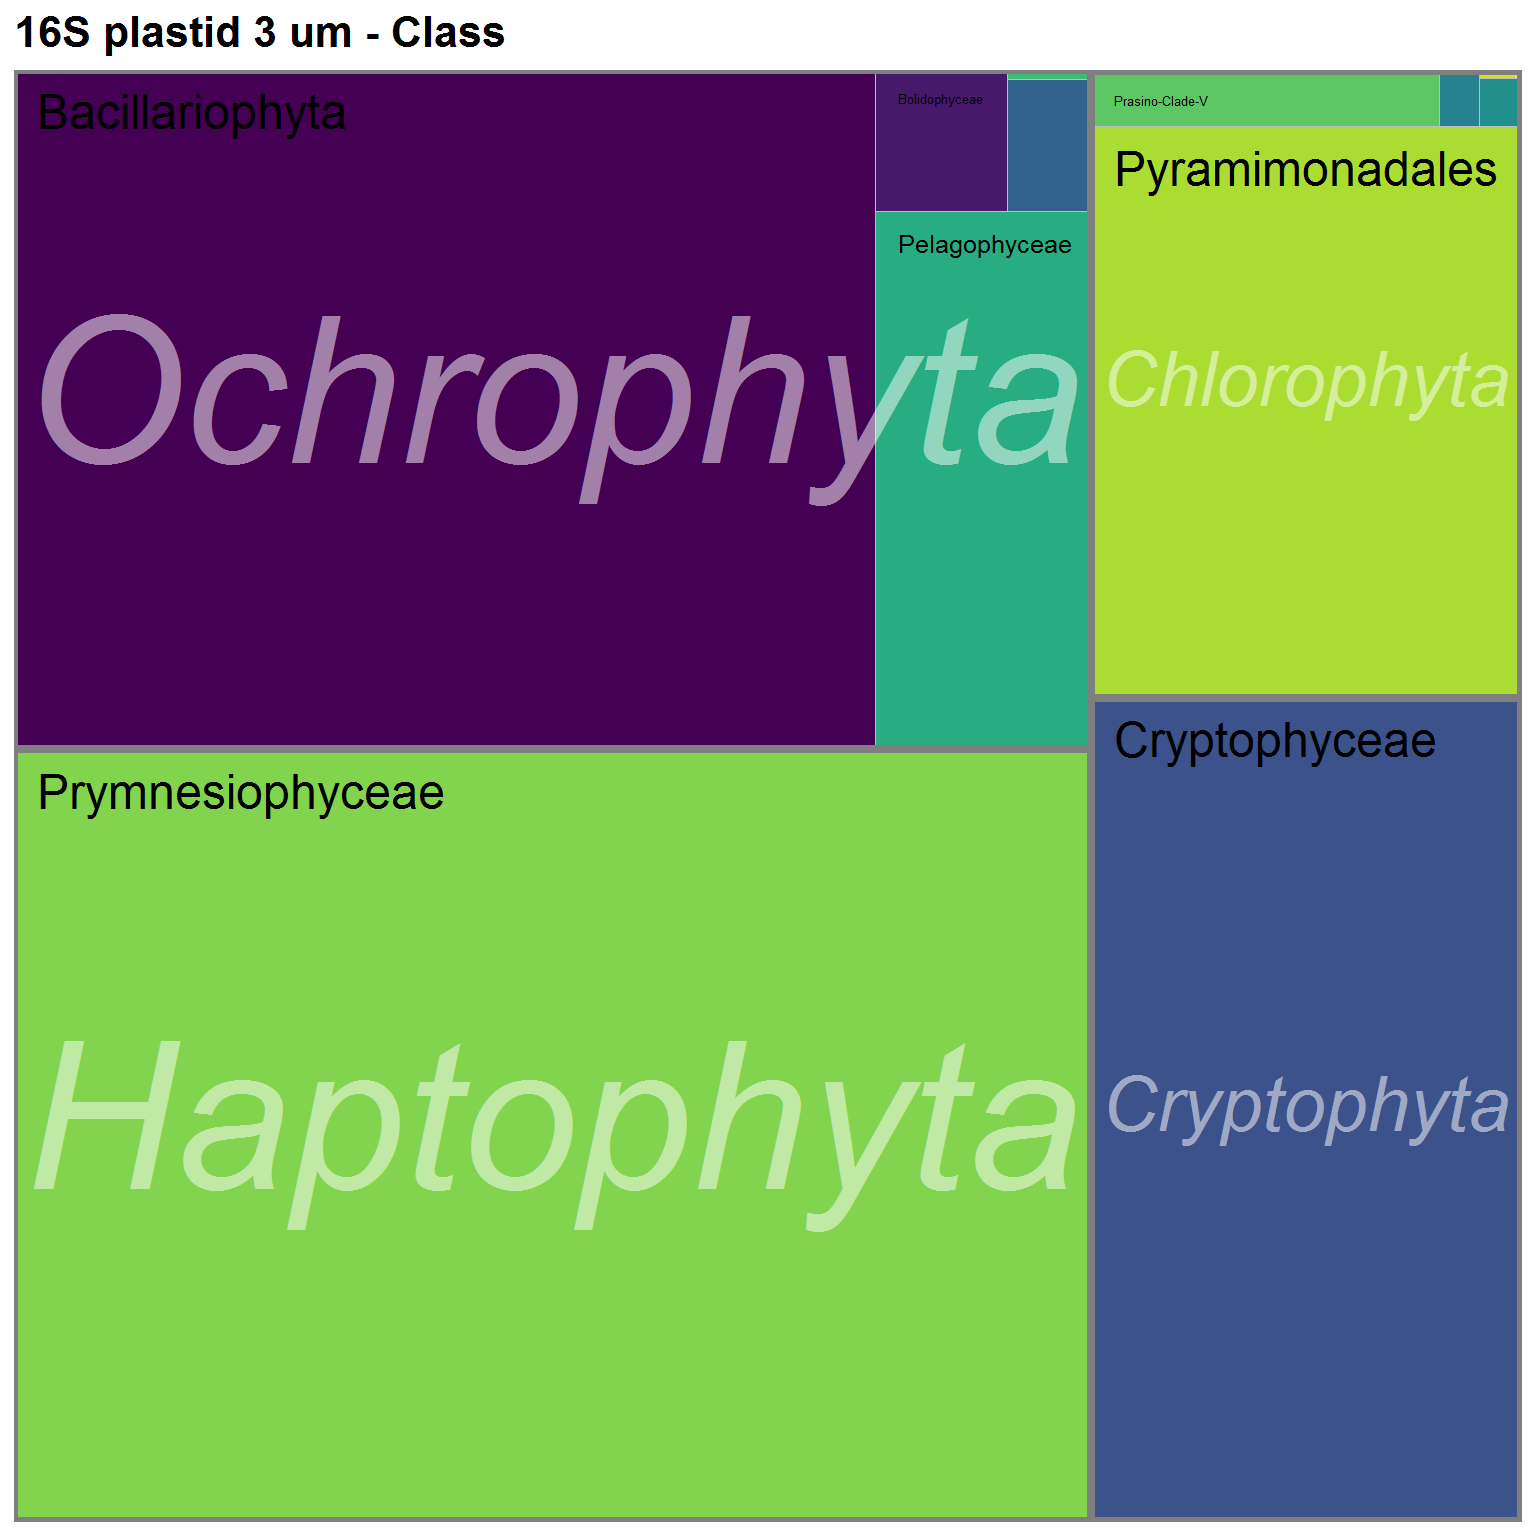 16S plastid 3 um - Class
Bacillariophyta
Bolidophyceae
Pelagophyceae
Ochrophyta
Prasino-Clade-V
Pyramimonadales
Chlorophyta
Prymnesiophyceae
Haptophyta
Cryptophyceae
Cryptophyta